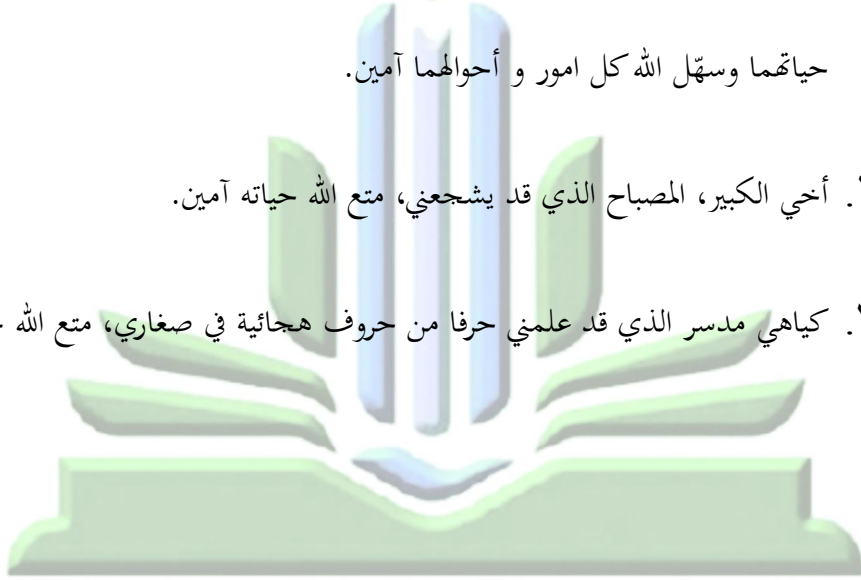 حياتهما وسهّل الله كل امور و أحوالهما آمين.
. أخي الكبير، المصباح الذي قد يشجعني، متع الله حياته آمين.
. كياهي مدسر الذي قد علمني حرفا من حروف هجائية في صغاري، متع الله